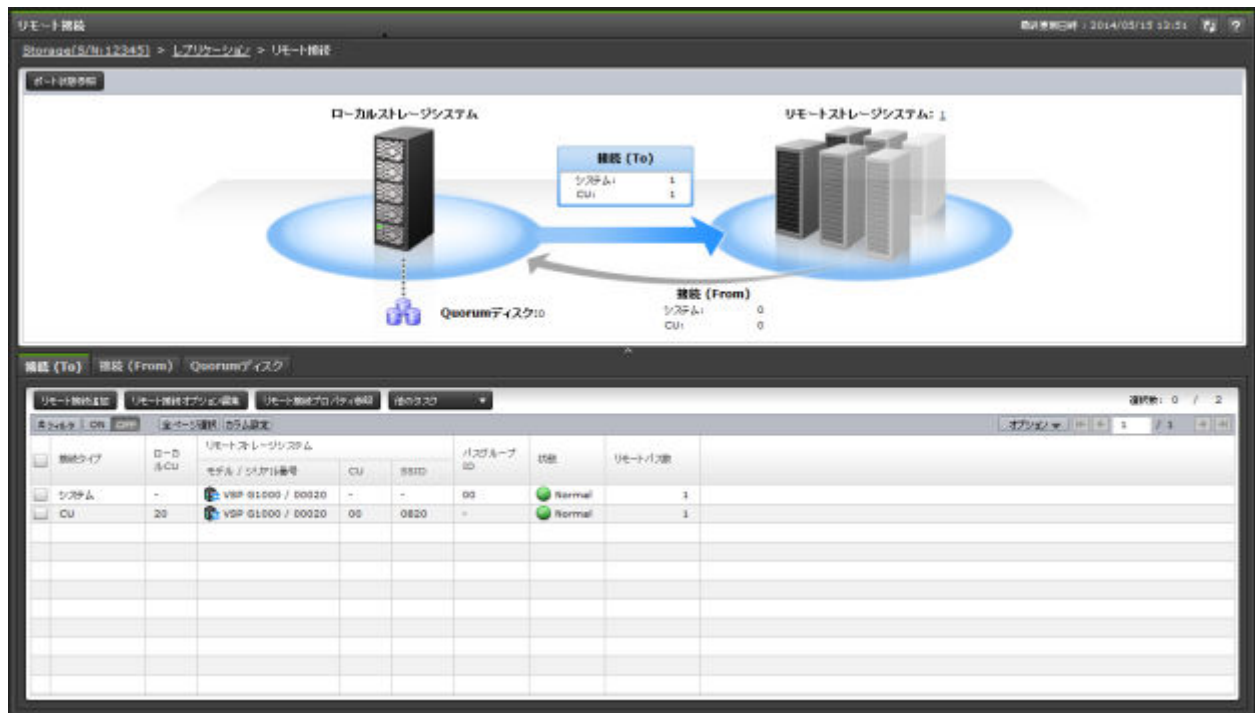 リモート接続
最終更新日時 : 2014/05/15 13:51
Storage(S/N:12345) > レプリケーション > リモート接続
ポート状態参照
ローカルストレージシステム
リモートストレージシステム: 1
接続 (To)
システム: 1
CU: 1
接続 (From)
システム: 0
CU: 0
Quorumディスク:0
接続 (To) 接続 (From) Quorumディスク
リモート接続追加 リモート接続オプション編集 リモート接続プロパティ参照 他のタスク
選択数: 0 / 2
フィルタ ON OFF 全ページ選択 カラム設定 オプション 1 / 1
接続タイプ ローカルCU リモートストレージシステム パスグループID 状態 リモートパス数
モデル / シリアル番号 CU SSID
システム - VSP G1000 / 00020 - - 00 Normal 1
CU 20 VSP G1000 / 00020 00 0820 - Normal 1